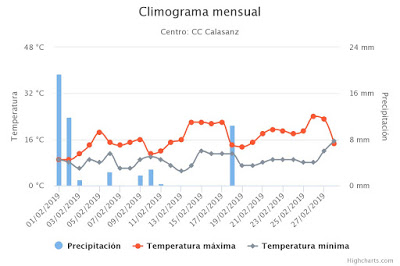 Climograma mensual
Centro: CC Calasanz
48 °C
24 mm
32 °C
16 mm
16 °C
8 mm
0 °C
0 mm
Temperatura
Precipitación
01/02/2019
03/02/2019
05/02/2019
07/02/2019
09/02/2019
11/02/2019
13/02/2019
15/02/2019
17/02/2019
19/02/2019
21/02/2019
23/02/2019
25/02/2019
27/02/2019
Precipitación
Temperatura máxima
Temperatura mínima
Highcharts.com